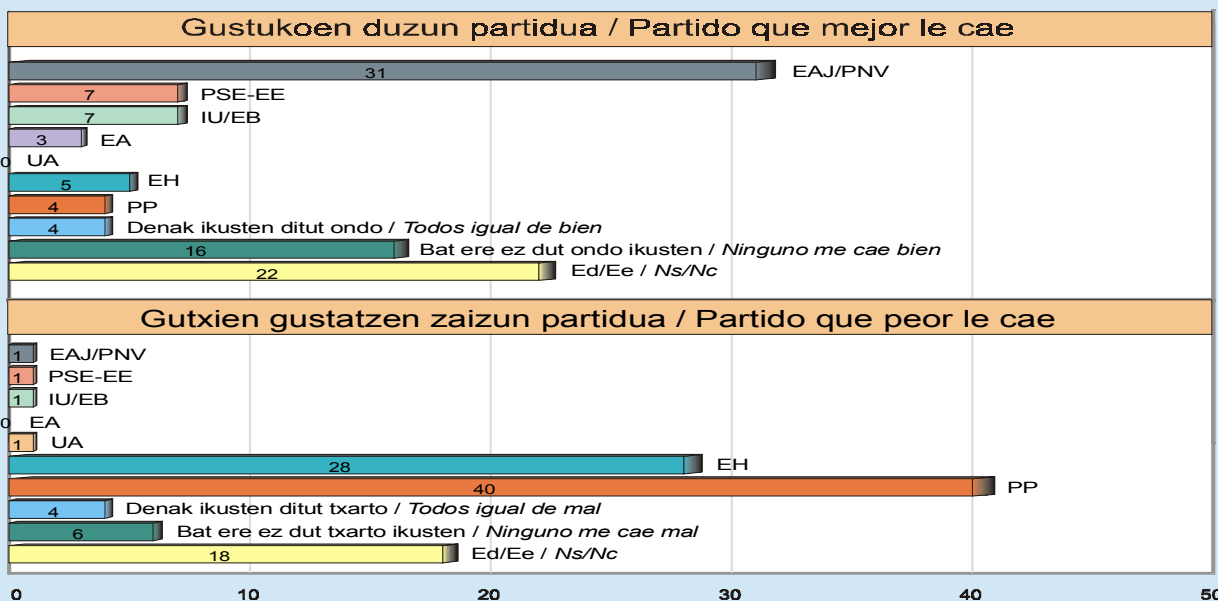 Gustukoen duzun partidua / Partido que mejor le cae
31 EAJ/PNV
7 PSE-EE
7 IU/EB
3 EA
0 UA
5 EH
4 PP
4 Denak ikusten ditut ondo / Todos igual de bien
16 Bat ere ez dut ondo ikusten / Ninguno me cae bien
22 Ed/Ee / Ns/Nc
Gutxien gustatzen zaizun partidua / Partido que peor le cae
1 EAJ/PNV
1 PSE-EE
1 IU/EB
0 EA
1 UA
28 EH
40 PP
4 Denak ikusten ditut txarto / Todos igual de mal
6 Bat ere ez dut txarto ikusten / Ninguno me cae mal
18 Ed/Ee / Ns/Nc
0 10 20 30 40 50